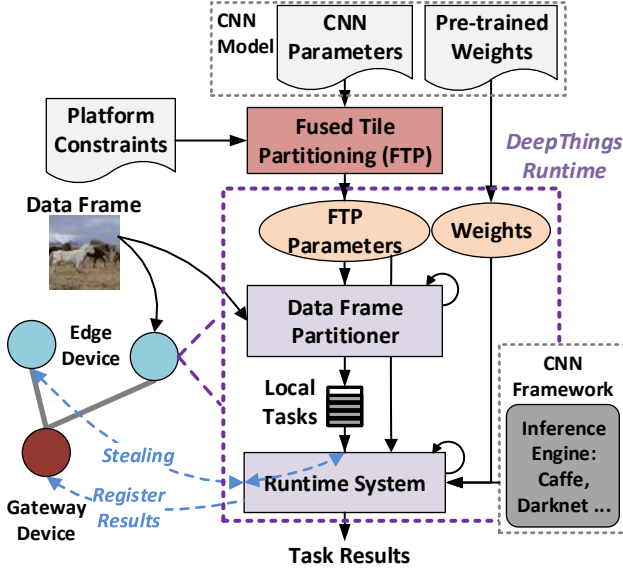 CNN
Model
CNN
Parameters
Pre-trained
Weights
Platform
Constraints
Fused Tile
Partitioning (FTP)
DeepThings
Runtime
Data Frame
FTP
Parameters
Weights
Edge
Device
Data Frame
Partitioner
Local
Tasks
CNN
Framework
Inference
Engine:
Caffe,
Darknet ...
Stealing
Runtime System
Gateway
Device
Register
Results
Task Results